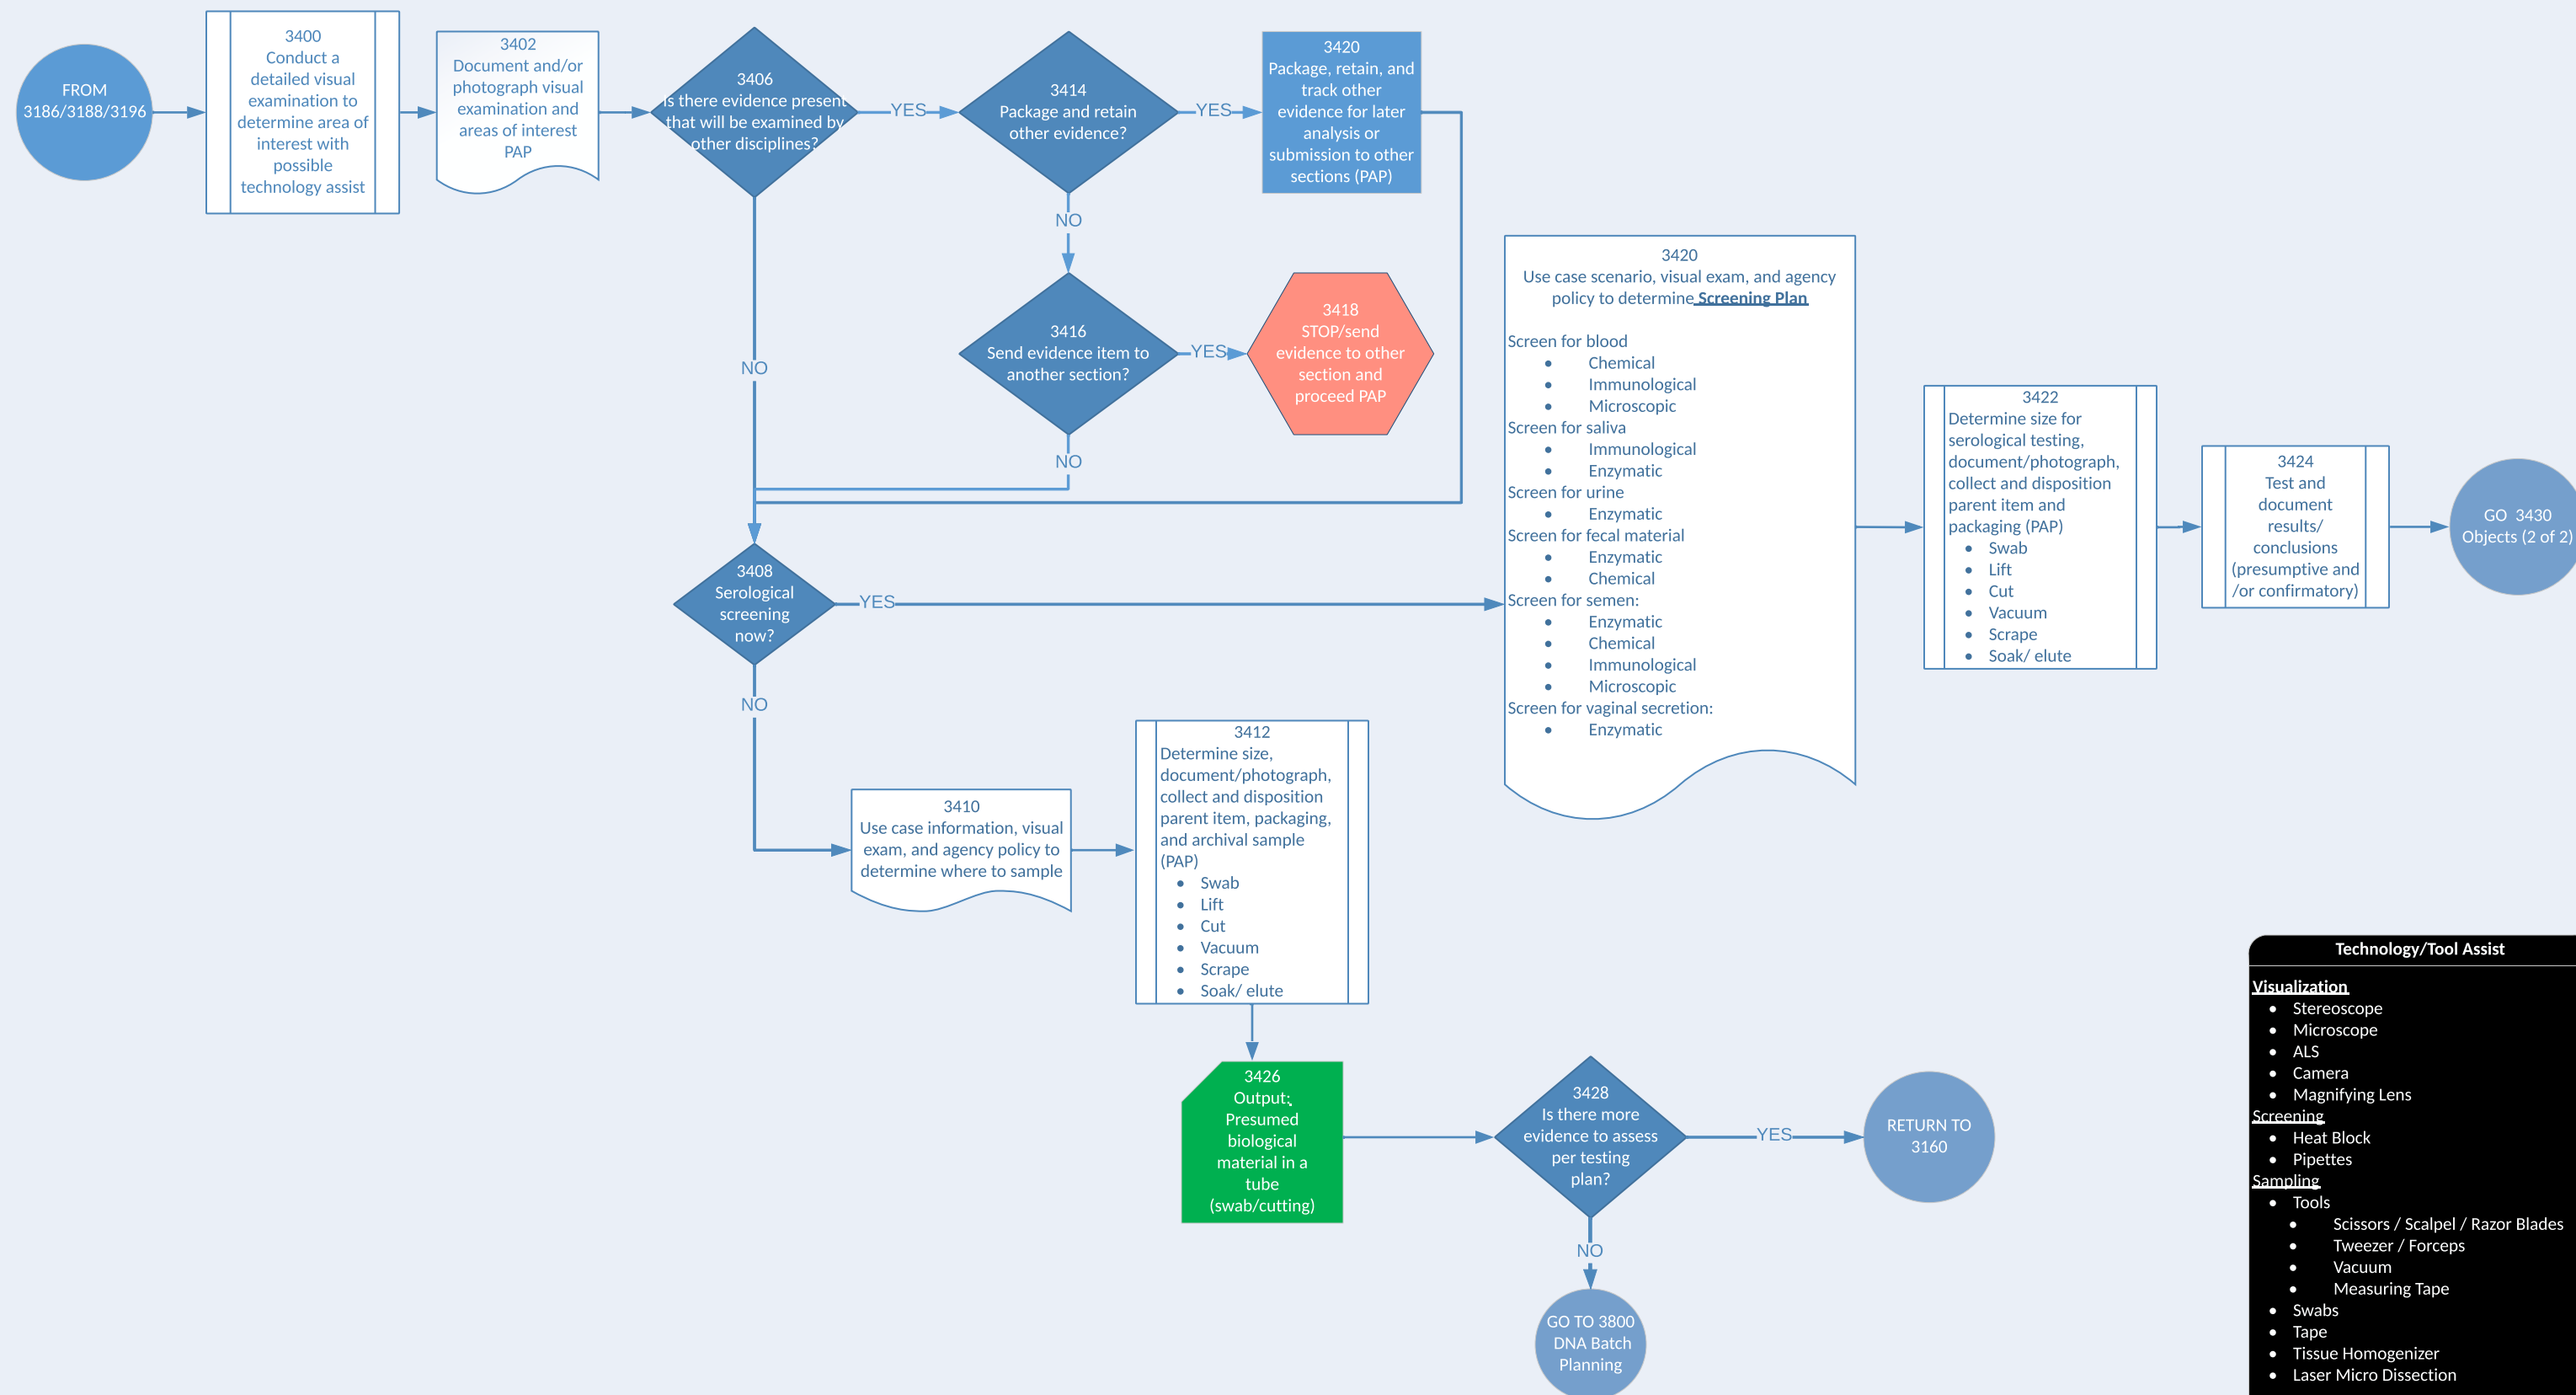 FROM
3186/3188/3196
3400
Conduct a
detailed visual
examination to
determine area of
interest with
possible
technology assist
3402
Document and/or
photograph visual
examination and
areas of interest
PAP
3406
Is there evidence present
that will be examined by
other disciplines?
YES
3414
Package and retain
other evidence?
YES
3420
Package, retain, and
track other
evidence for later
analysis or
submission to other
sections (PAP)
NO
3416
Send evidence item to
another section?
YES
3418
STOP/send
evidence to other
section and
proceed PAP
NO
NO
3408
Serological
screening
now?
YES
3420
Use case scenario, visual exam, and agency
policy to determine Screening Plan
Screen for blood
• Chemical
• Immunological
• Microscopic
Screen for saliva
• Immunological
• Enzymatic
Screen for urine
• Enzymatic
Screen for fecal material
• Enzymatic
• Chemical
Screen for semen:
• Enzymatic
• Chemical
• Immunological
• Microscopic
Screen for vaginal secretion:
• Enzymatic
3422
Determine size for
serological testing,
document/photograph,
collect and disposition
parent item and
packaging (PAP)
• Swab
• Lift
• Cut
• Vacuum
• Scrape
• Soak/ elute
3424
Test and
document
results/
conclusions
(presumptive and
/or confirmatory)
GO 3430
Objects (2 of 2)
NO
3410
Use case information, visual
exam, and agency policy to
determine where to sample
3412
Determine size,
document/photograph,
collect and disposition
parent item, packaging,
and archival sample
(PAP)
• Swab
• Lift
• Cut
• Vacuum
• Scrape
• Soak/ elute
3426
Output:
Presumed
biological
material in a
tube
(swab/cutting)
3428
Is there more
evidence to assess
per testing
plan?
YES
RETURN TO
3160
NO
GO TO 3800
DNA Batch
Planning
Technology/Tool Assist
Visualization
• Stereoscope
• Microscope
• ALS
• Camera
• Magnifying Lens
Screening
• Heat Block
• Pipettes
Sampling
• Tools
• Scissors / Scalpel / Razor Blades
• Tweezer / Forceps
• Vacuum
• Measuring Tape
• Swabs
• Tape
• Tissue Homogenizer
• Laser Micro Dissection